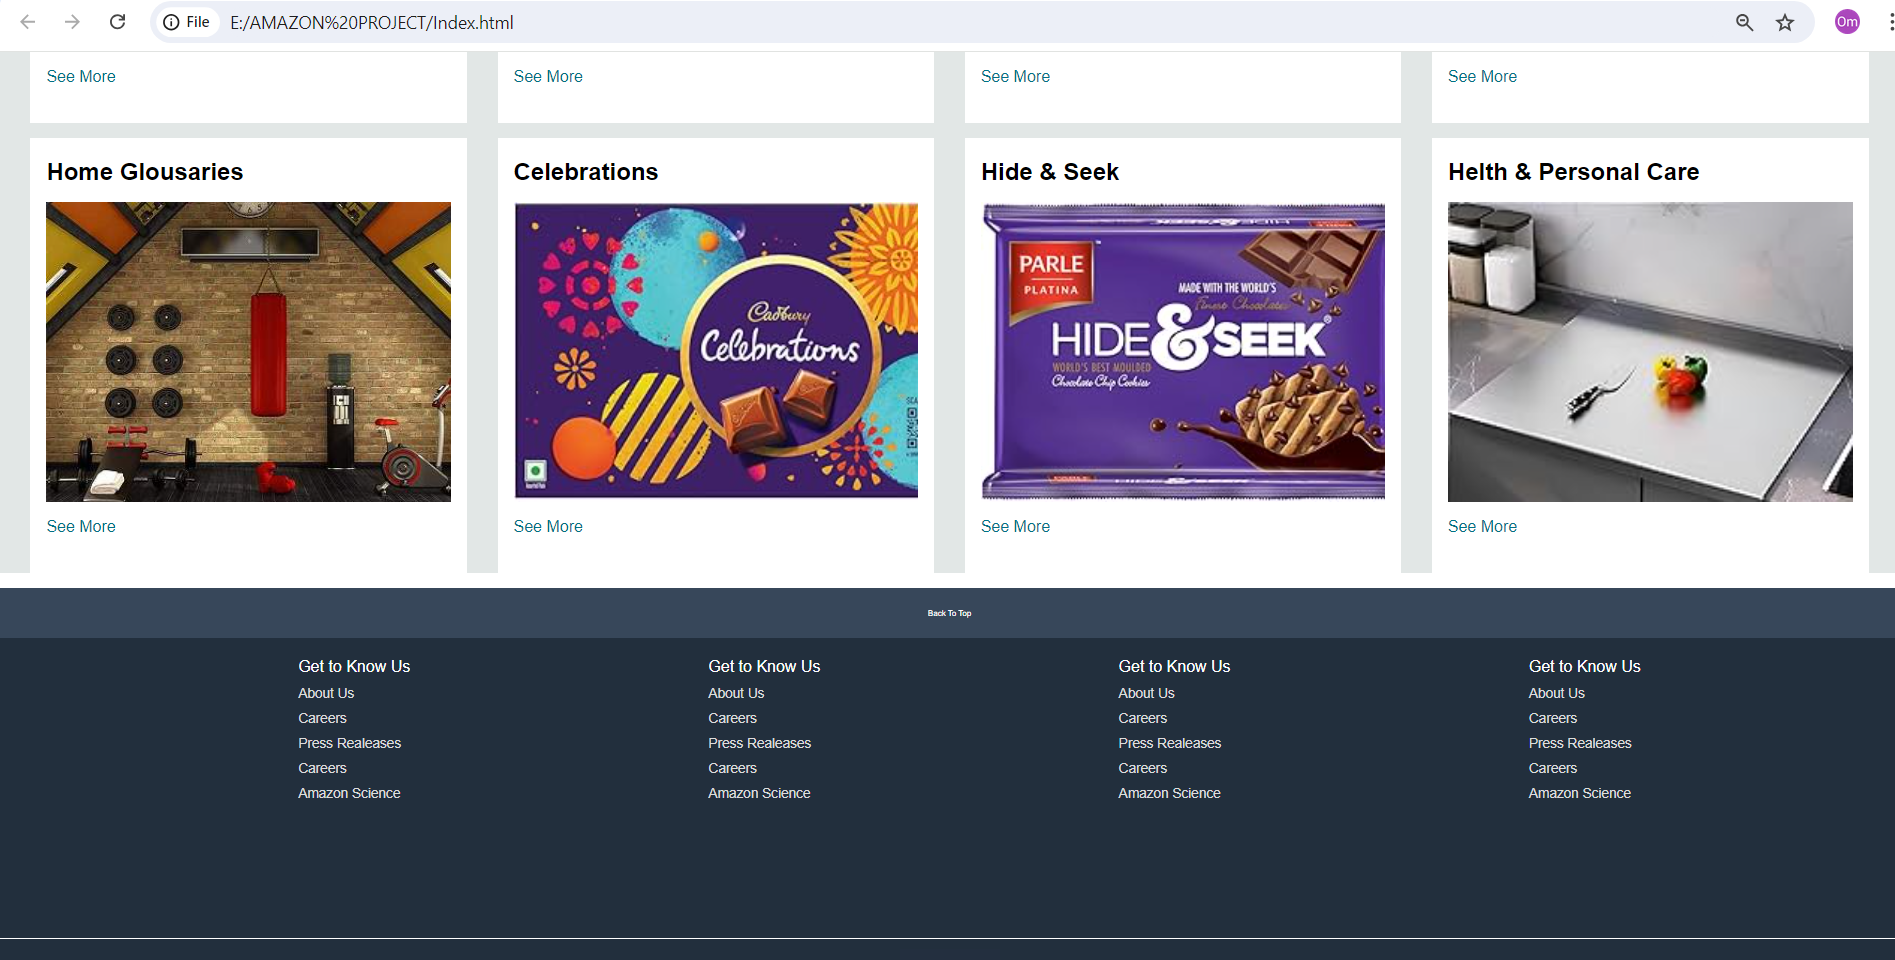 File E:/AMAZON%20PROJECT/Index.html Om
See More See More See More See More
Home Glousaries Celebrations Hide & Seek Helth & Personal Care
Cadbury
Celebrations
PARLE
PLATINA
MADE WITH THE WORLD'S
Finest Chocolates
HIDE & SEEK
WORLD'S BEST MOULDED
Chocolate Chip Cookies
See More See More See More See More
Back To Top
Get to Know Us Get to Know Us Get to Know Us Get to Know Us
About Us About Us About Us About Us
Careers Careers Careers Careers
Press Realeases Press Realeases Press Realeases Press Realeases
Careers Careers Careers Careers
Amazon Science Amazon Science Amazon Science Amazon Science